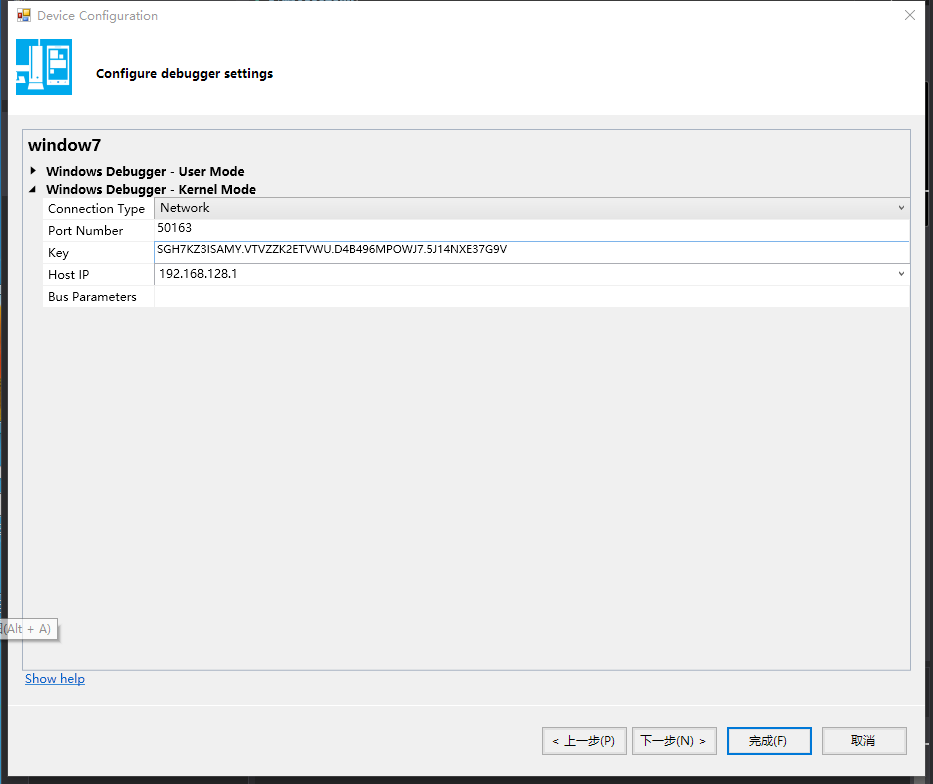 Device Configuration
Configure debugger settings
window7
Windows Debugger - User Mode
Windows Debugger - Kernel Mode
Connection Type Network
Port Number 50163
Key SGH7KZ3ISAMY.VTVZZK2ETVWU.D4B496MPOWJ7.5J14NXE37G9V
Host IP 192.168.128.1
Bus Parameters
(Alt + A)
Show help
< 上一步(P) 下一步(N) > 完成(F) 取消